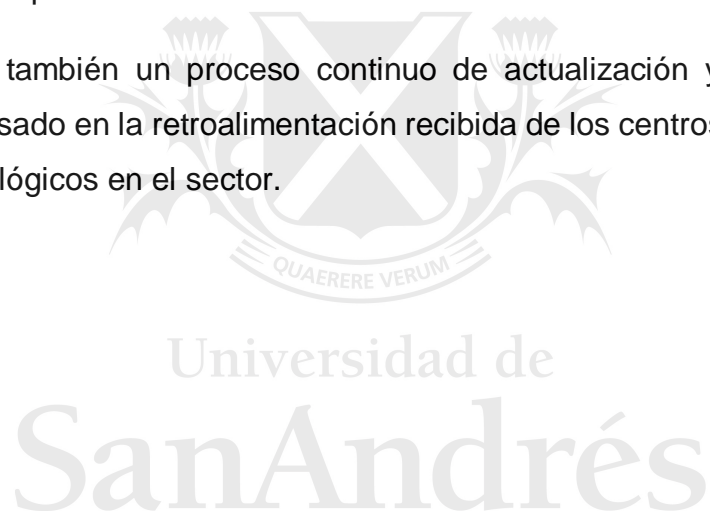 también un proceso continuo de actualización y
sado en la retroalimentación recibida de los centros
lógicos en el sector.
QUAERERE VERUM
Universidad de
SanAndrés